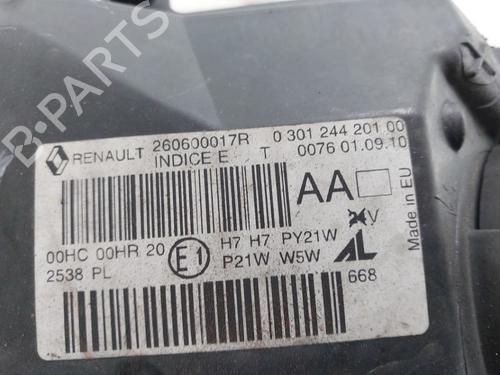 RENAULT 260600017R 0 301 244 201 00
INDICE E T 0076 01.09.10
AA
Made in EU
24V
00HC 00HR 20
2538 PL
E1
H7 H7 PY21W
P21W W5W
AL
668
B-PARTS